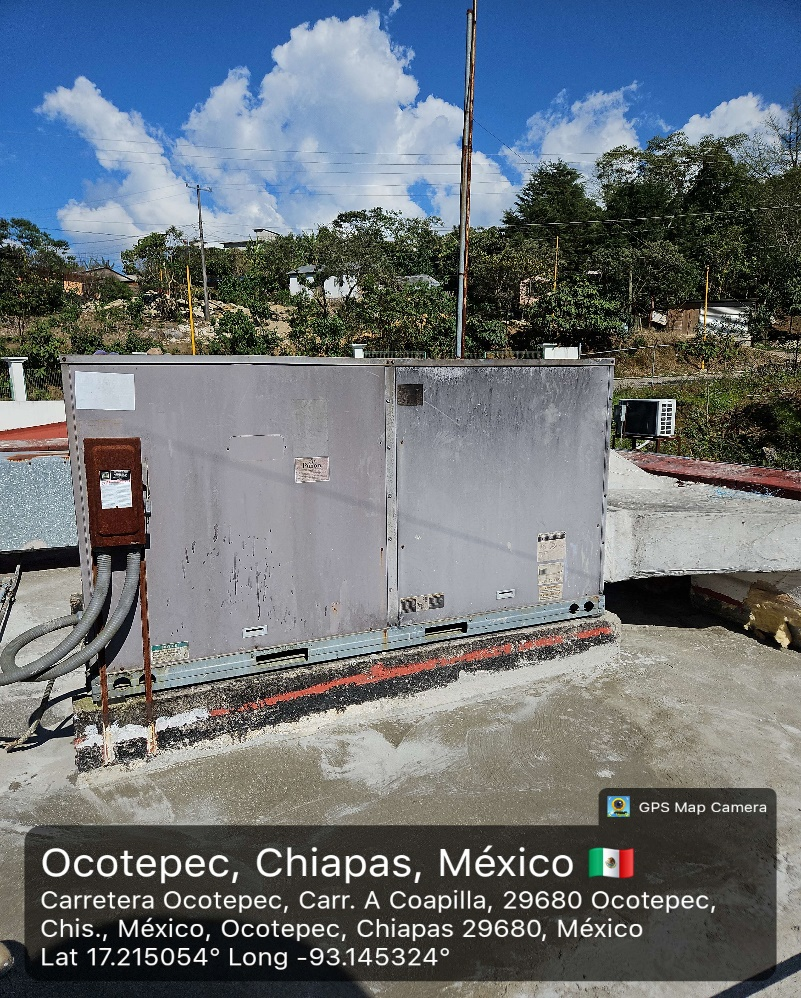 GPS Map Camera
Ocotepec, Chiapas, México 🇲🇽
Carretera Ocotepec, Carr. A Coapilla, 29680 Ocotepec,
Chis., México, Ocotepec, Chiapas 29680, México
Lat 17.215054° Long -93.145324°